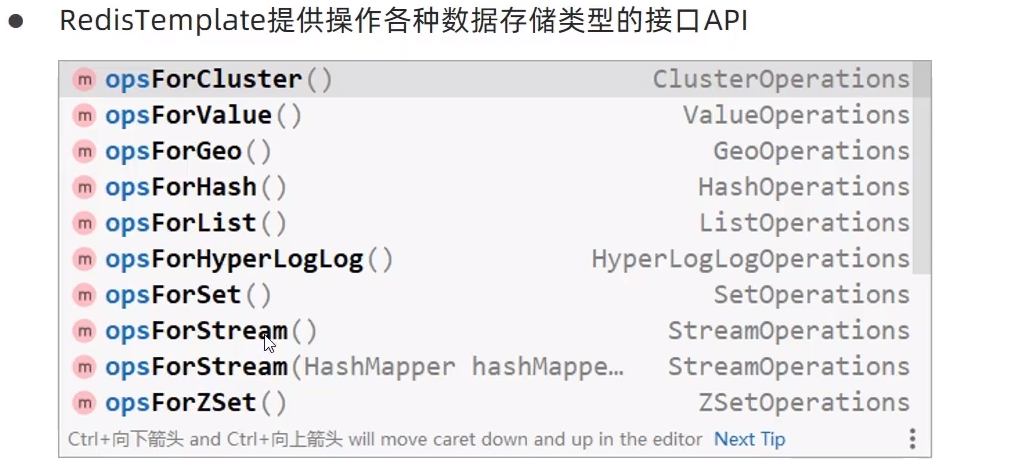 ● RedisTemplate提供操作各种数据存储类型的接口API
m opsForCluster() ClusterOperations
m opsForValue() ValueOperations
m opsForGeo() GeoOperations
m opsForHash() HashOperations
m opsForList() ListOperations
m opsForHyperLogLog() HyperLogLogOperations
m opsForSet() SetOperations
m opsForStream() StreamOperations
m opsForStream(HashMapper hashMappe… StreamOperations
m opsForZSet() ZSetOperations
Ctrl+向下箭头 and Ctrl+向上箭头 will move caret down and up in the editor Next Tip